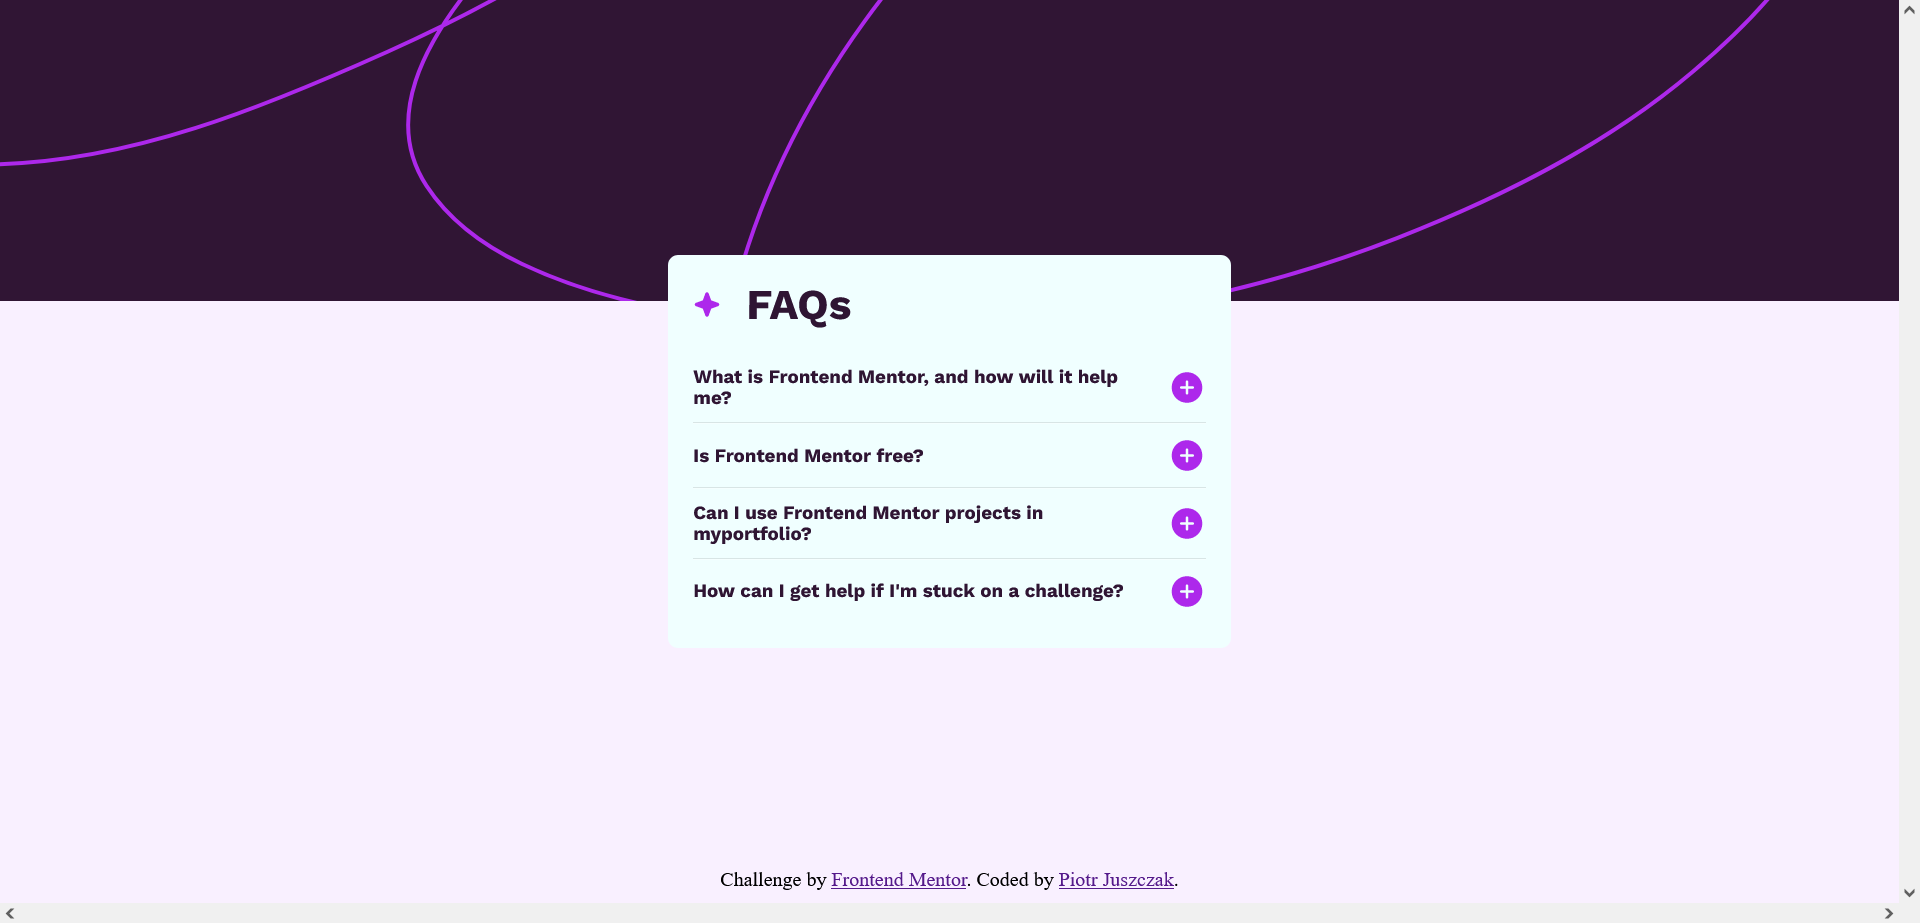 FAQs
What is Frontend Mentor, and how will it help
me?
Is Frontend Mentor free?
Can I use Frontend Mentor projects in
myportfolio?
How can I get help if I'm stuck on a challenge?
Challenge by Frontend Mentor. Coded by Piotr Juszczak.